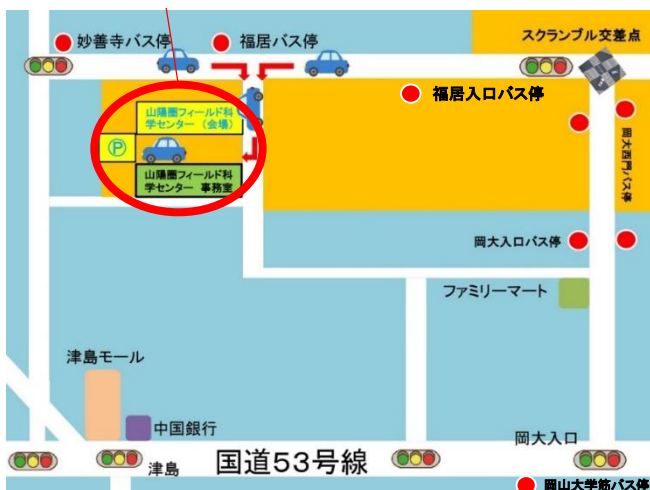 妙善寺バス停
福居バス停
スクランブル交差点
福居入口バス停
山陽圏フィールド科
学センター（会場）
Ⓟ
山陽圏フィールド科
学センター 事務室
岡大西門バス停
岡大入口バス停
ファミリーマート
津島モール
中国銀行
岡大入口
津島
国道53号線
岡山大学筋バス停